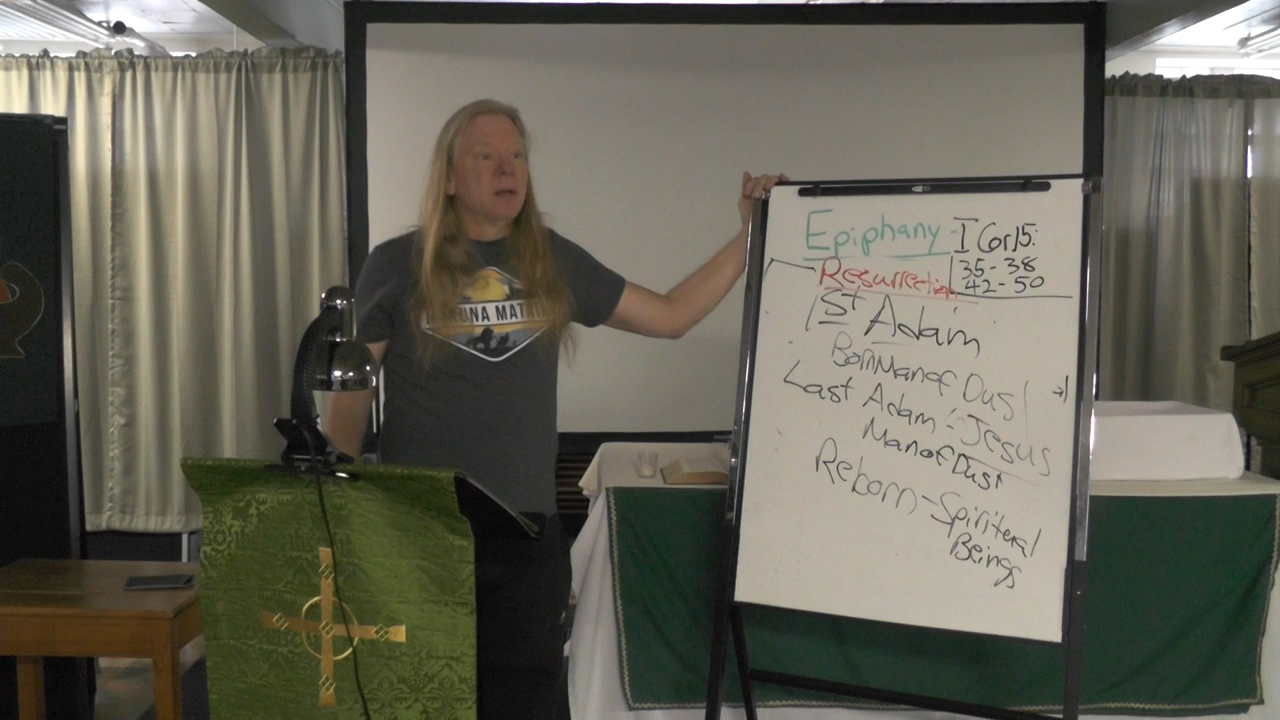 Epiphany - I Cor 15:
35-38
Resurrection
42-50
1st Adam
Born Man of Dust
Last Adam - Jesus
Man of Dust
Reborn - Spiriteral
Beings